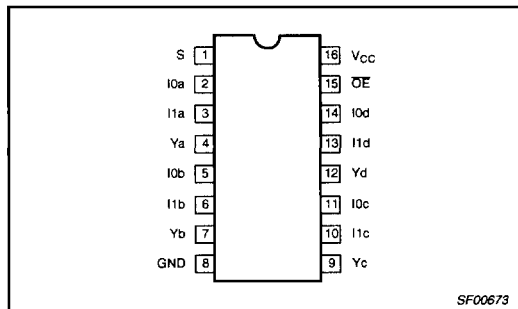 S 1 16 VCC
I0a 2 15 OE
I1a 3 14 I0d
Ya 4 13 I1d
I0b 5 12 Yd
I1b 6 11 I0c
Yb 7 10 I1c
GND 8 9 Yc
SF00673